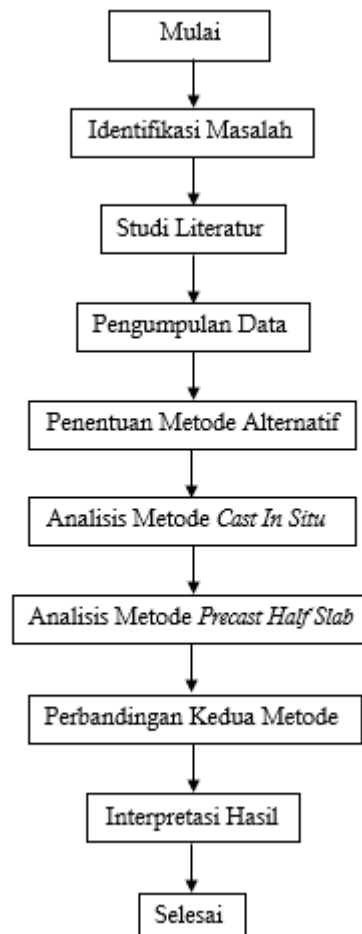 Mulai
Identifikasi Masalah
Studi Literatur
Pengumpulan Data
Penentuan Metode Alternatif
Analisis Metode Cast In Situ
Analisis Metode Precast Half Slab
Perbandingan Kedua Metode
Interpretasi Hasil
Selesai